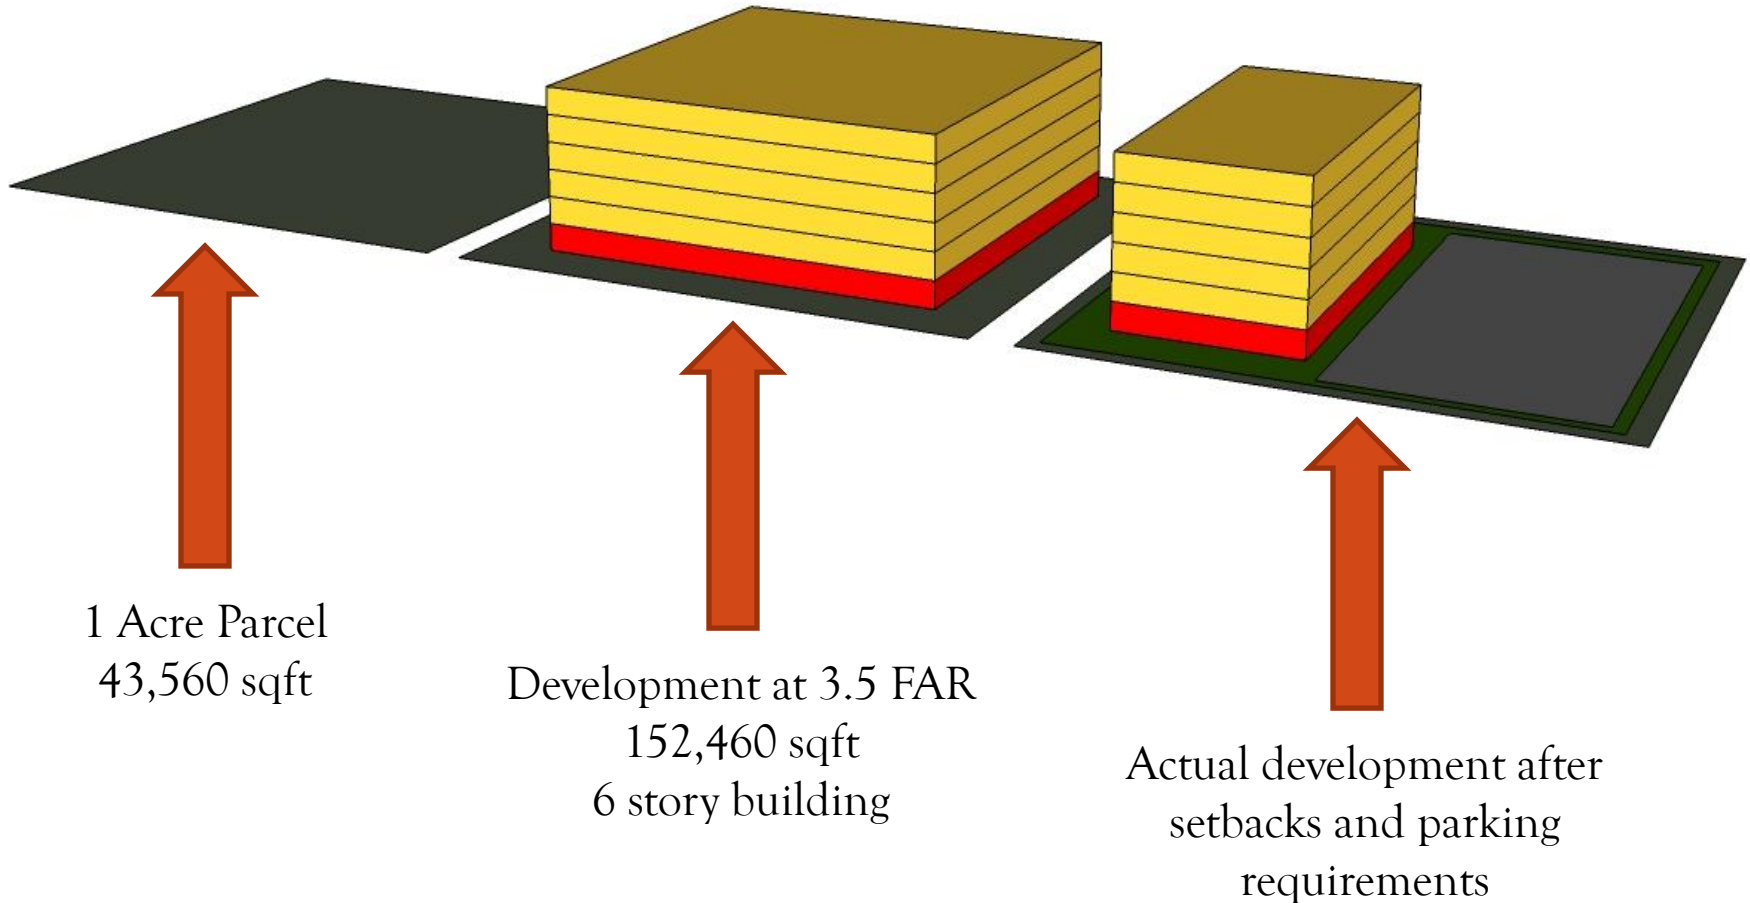 1 Acre Parcel
43,560 sqft
Development at 3.5 FAR
152,460 sqft
6 story building
Actual development after
setbacks and parking
requirements